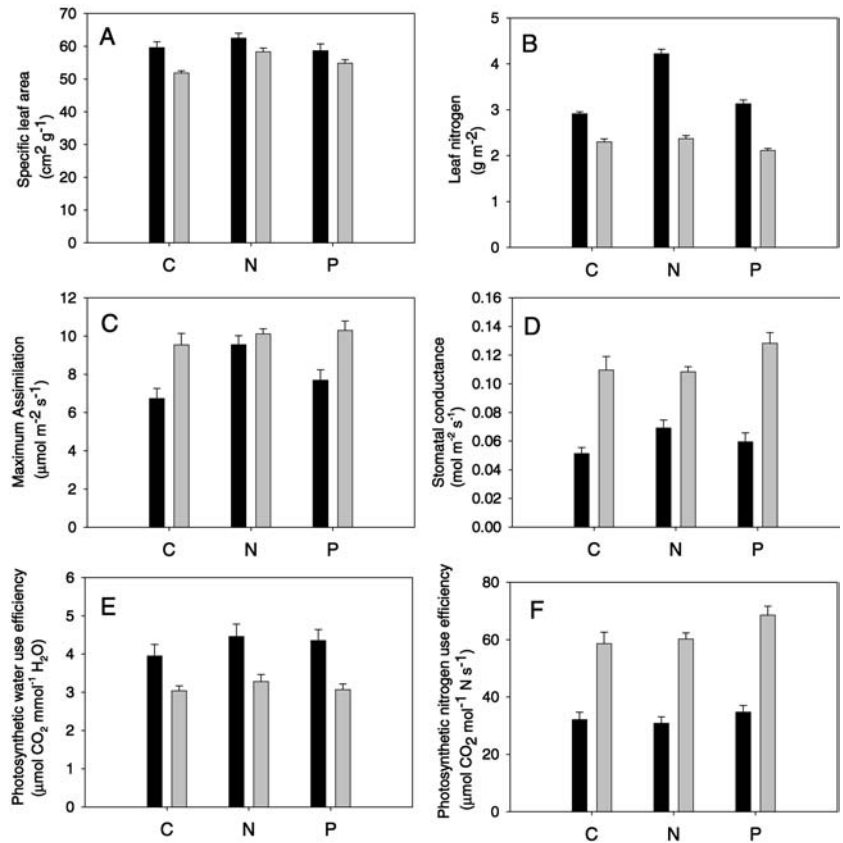 A
Specific leaf area
(cm2 g-1)
70
60
50
40
30
20
10
0
C N P
B
Leaf nitrogen
(g m-2)
5
4
3
2
1
0
C N P
C
Maximum Assimilation
(μmol m-2 s-1)
12
10
8
6
4
2
0
C N P
D
Stomatal conductance
(mol m-2 s-1)
0.16
0.14
0.12
0.10
0.08
0.06
0.04
0.02
0.00
C N P
E
Photosynthetic water use efficiency
(μmol CO2 mmol-1 H2O)
6
5
4
3
2
1
0
C N P
F
Photosynthetic nitrogen use efficiency
(μmol CO2 mol-1 N s-1)
80
60
40
20
0
C N P